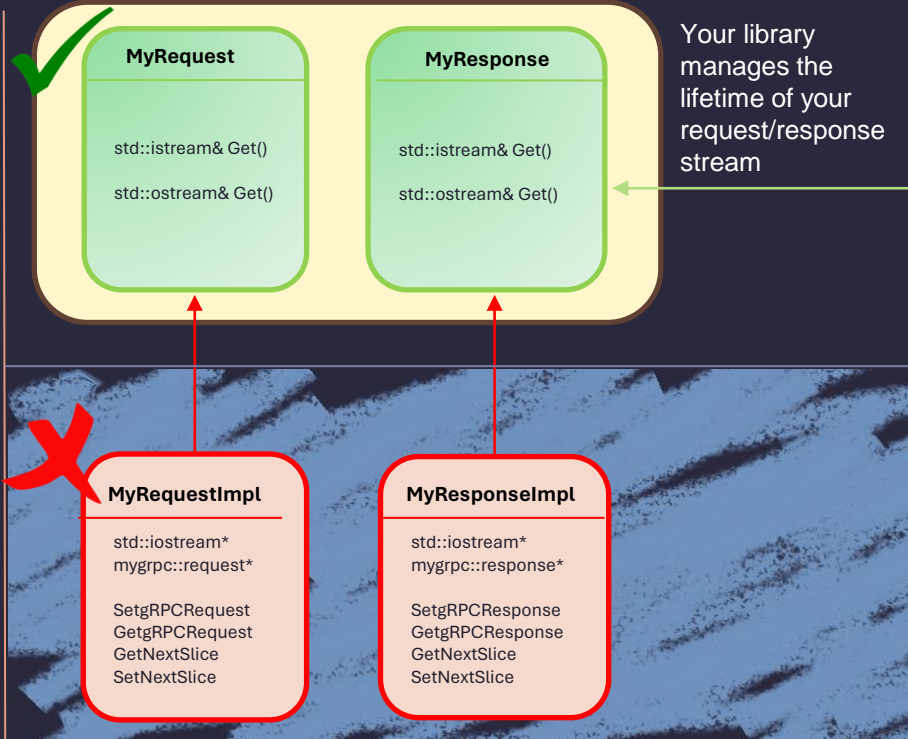 MyRequest
std::istream& Get()
std::ostream& Get()
MyResponse
std::istream& Get()
std::ostream& Get()
Your library
manages the
lifetime of your
request/response
stream
MyRequestImpl
std::iostream*
mygrpc::request*
SetgRPCRequest
GetgRPCRequest
GetNextSlice
SetNextSlice
MyResponseImpl
std::iostream*
mygrpc::response*
SetgRPCResponse
GetgRPCResponse
GetNextSlice
SetNextSlice